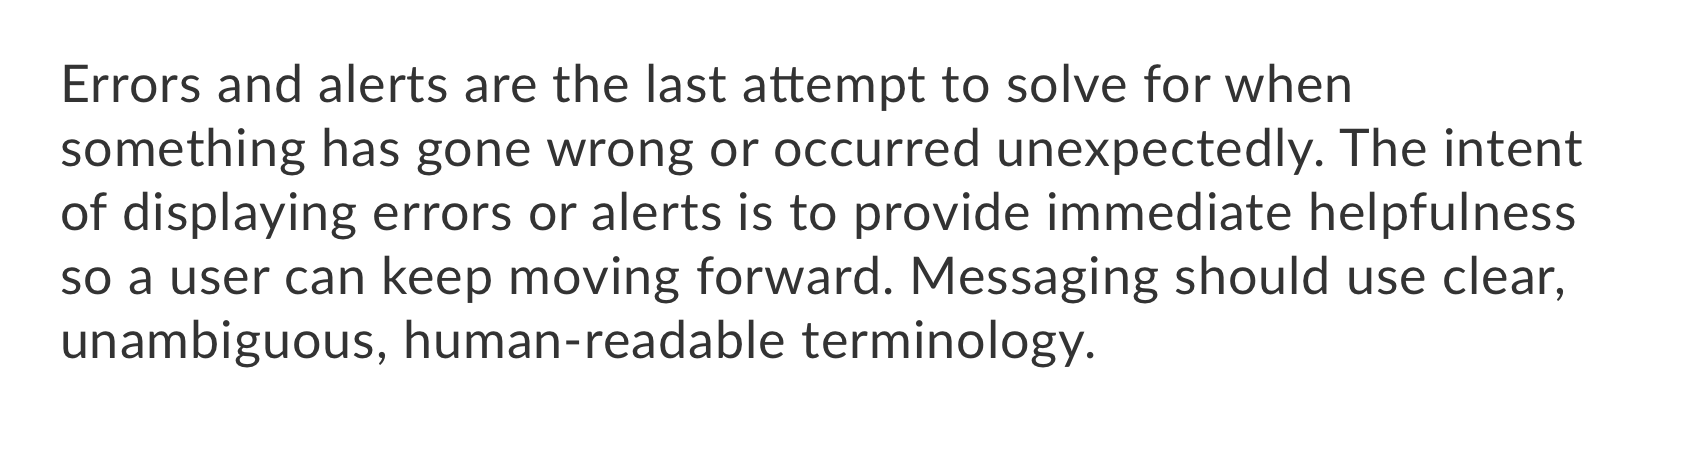 Errors and alerts are the last attempt to solve for when
something has gone wrong or occurred unexpectedly. The intent
of displaying errors or alerts is to provide immediate helpfulness
so a user can keep moving forward. Messaging should use clear,
unambiguous, human-readable terminology.